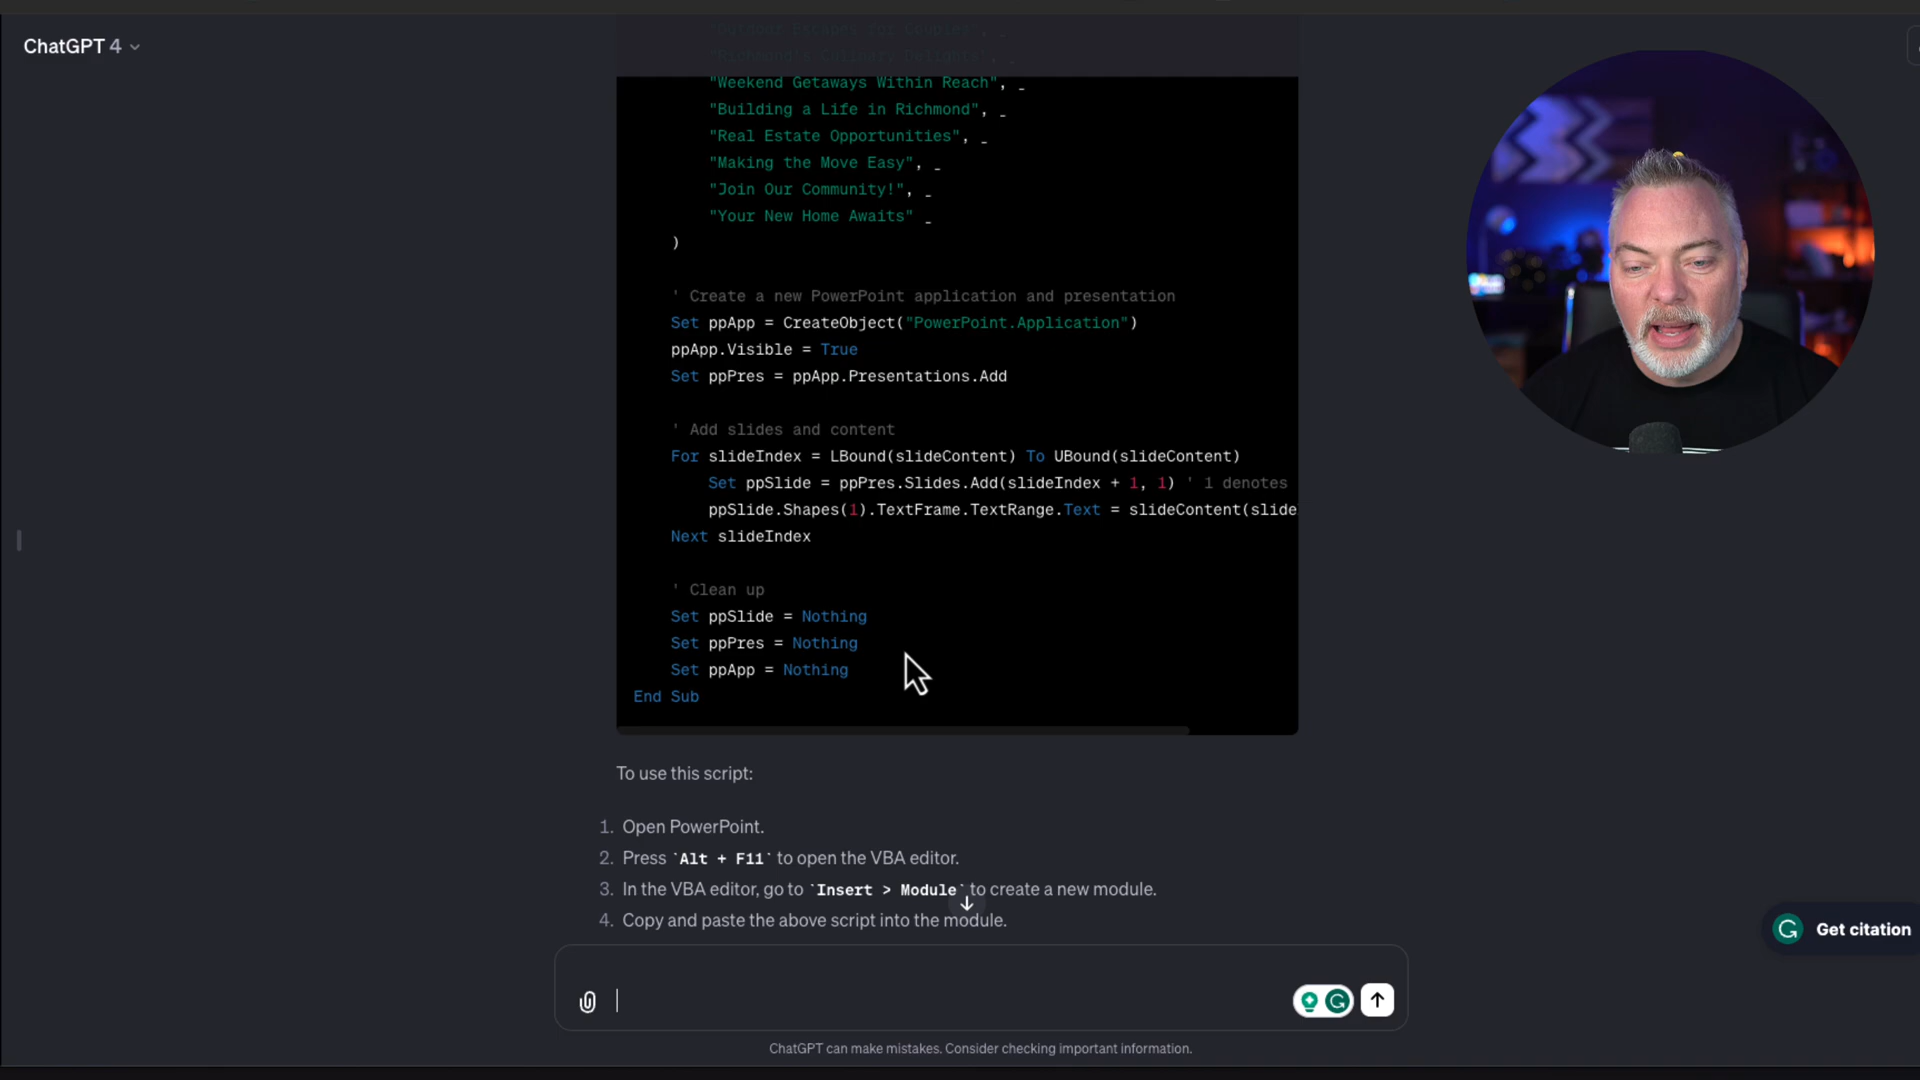 ChatGPT 4
"Outdoor Escapes for Couples", _
"Richmond's Culinary Delights", _
"Weekend Getaways Within Reach", _
"Building a Life in Richmond", _
"Real Estate Opportunities", _
"Making the Move Easy", _
"Join Our Community!", _
"Your New Home Awaits" _
)
' Create a new PowerPoint application and presentation
Set ppApp = CreateObject("PowerPoint.Application")
ppApp.Visible = True
Set ppPres = ppApp.Presentations.Add
' Add slides and content
For slideIndex = LBound(slideContent) To UBound(slideContent)
Set ppSlide = ppPres.Slides.Add(slideIndex + 1, 1) ' 1 denotes
ppSlide.Shapes(1).TextFrame.TextRange.Text = slideContent(slide
Next slideIndex
' Clean up
Set ppSlide = Nothing
Set ppPres = Nothing
Set ppApp = Nothing
End Sub
To use this script:
1. Open PowerPoint.
2. Press `Alt + F11` to open the VBA editor.
3. In the VBA editor, go to `Insert > Module` to create a new module.
4. Copy and paste the above script into the module.
Get citation
ChatGPT can make mistakes. Consider checking important information.